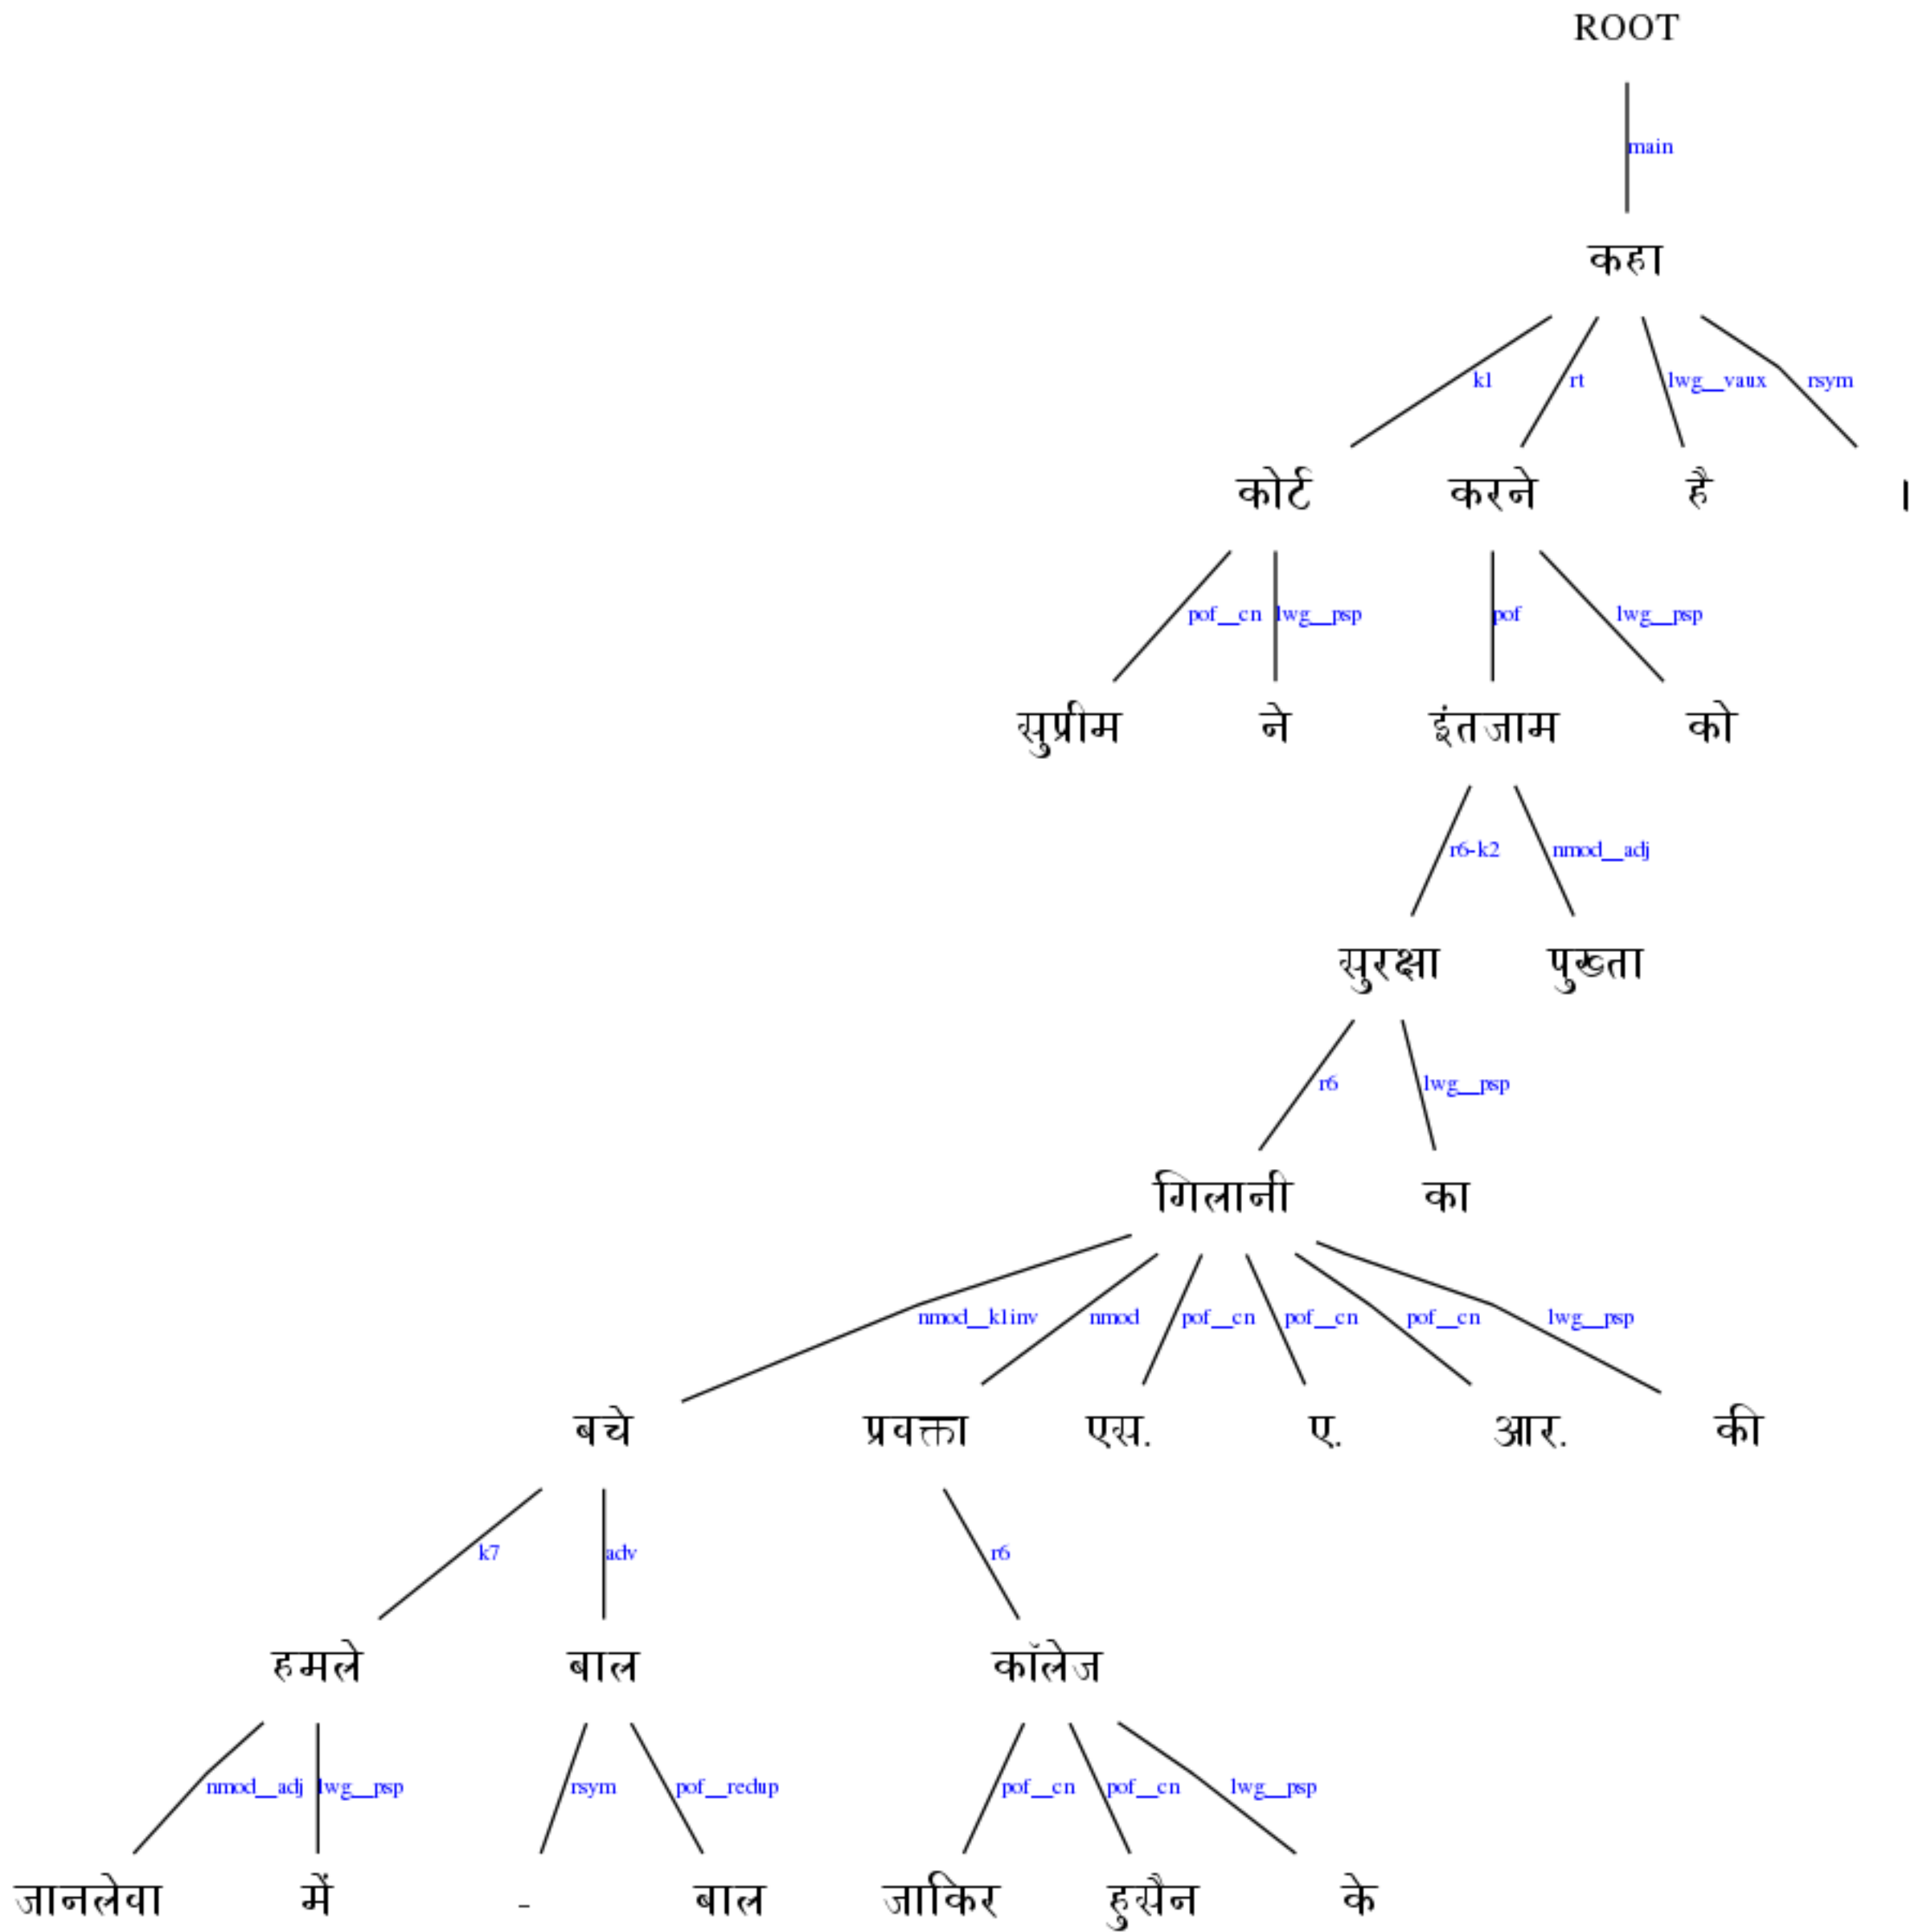 ROOT
main
कहा
k1 rt lwg__vaux rsym
कोर्ट करने है ।
pof__cn lwg__psp pof lwg__psp
सुप्रीम ने इंतजाम को
r6-k2 nmod__adj
सुरक्षा पुख्ता
r6 lwg__psp
गिलानी का
nmod__k1inv nmod pof__cn pof__cn pof__cn lwg__psp
बचे प्रवक्ता एस. ए. आर. की
k7 adv r6
हमले बाल कॉलेज
nmod__adj lwg__psp rsym pof__redup pof__cn pof__cn lwg__psp
जानलेवा में - बाल जाकिर हुसैन के